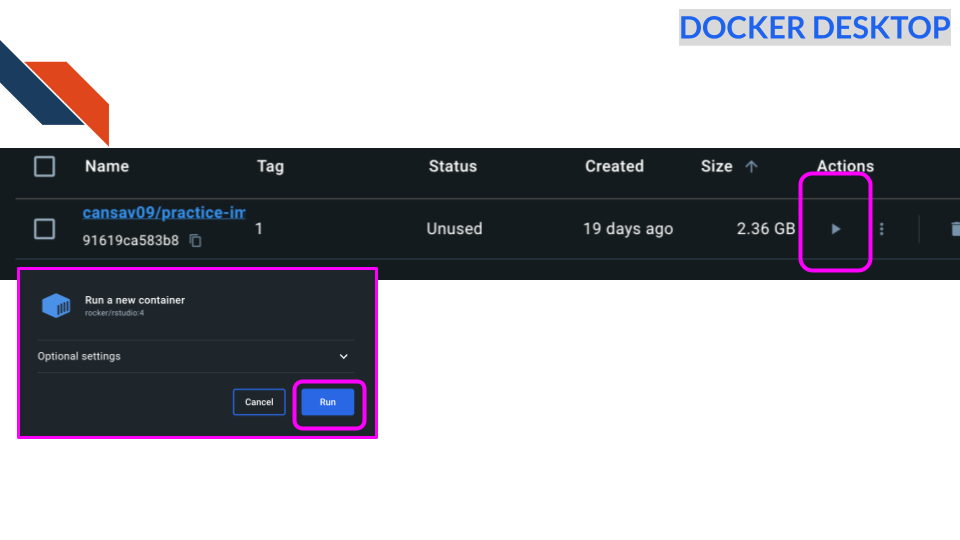 DOCKER DESKTOP
Name Tag Status Created Size Actions
cansav09/practice-im
91619ca583b8 1 Unused 19 days ago 2.36 GB
Run a new container
rocker/rstudio:4
Optional settings
Cancel Run